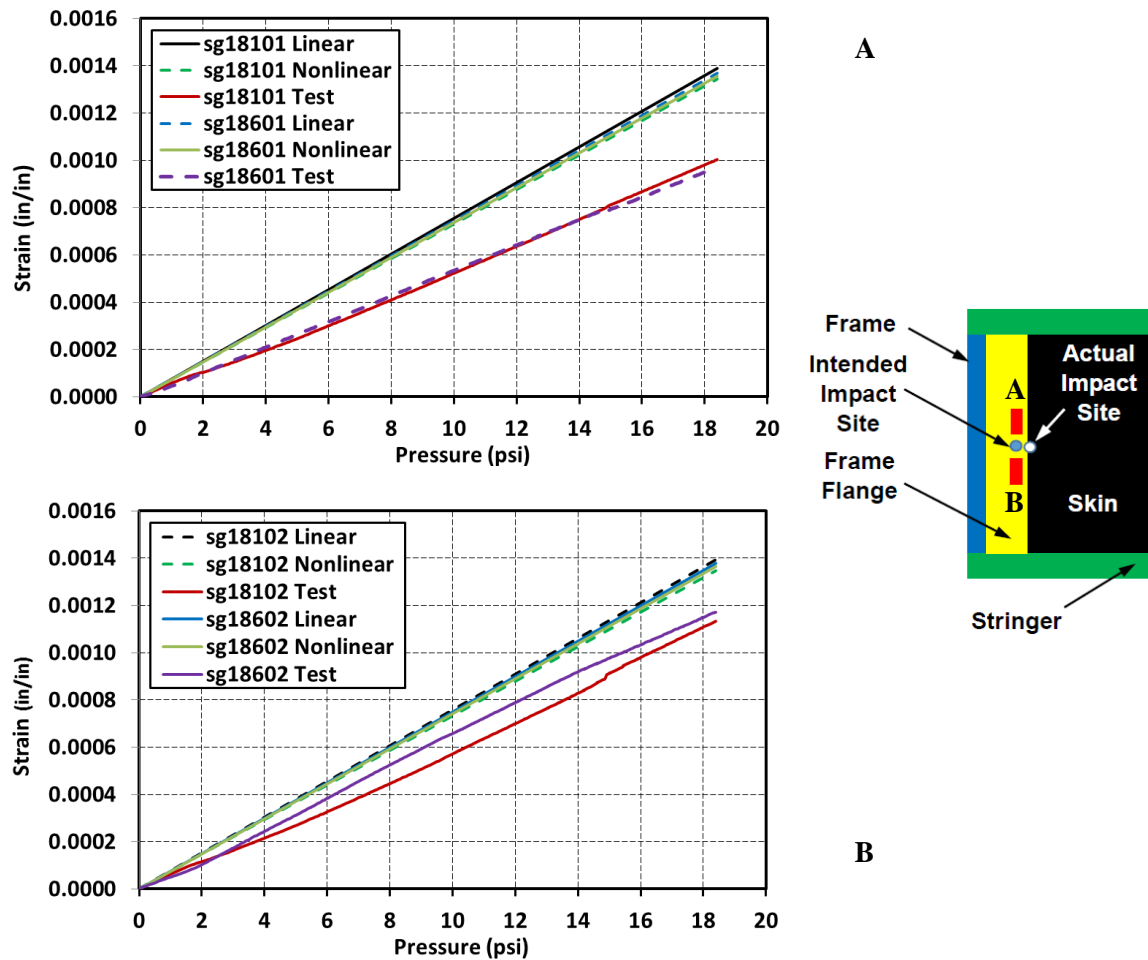 0.0016
0.0014
0.0012
0.0010
0.0008
0.0006
0.0004
0.0002
0.0000
Strain (in/in)
sg18101 Linear
sg18101 Nonlinear
sg18101 Test
sg18601 Linear
sg18601 Nonlinear
sg18601 Test
0 2 4 6 8 10 12 14 16 18 20
Pressure (psi)
A
0.0016
0.0014
0.0012
0.0010
0.0008
0.0006
0.0004
0.0002
0.0000
Strain (in/in)
sg18102 Linear
sg18102 Nonlinear
sg18102 Test
sg18602 Linear
sg18602 Nonlinear
sg18602 Test
0 2 4 6 8 10 12 14 16 18 20
Pressure (psi)
B
Frame
Intended
Impact
Site
Frame
Flange
A
B
Actual
Impact
Site
Skin
Stringer